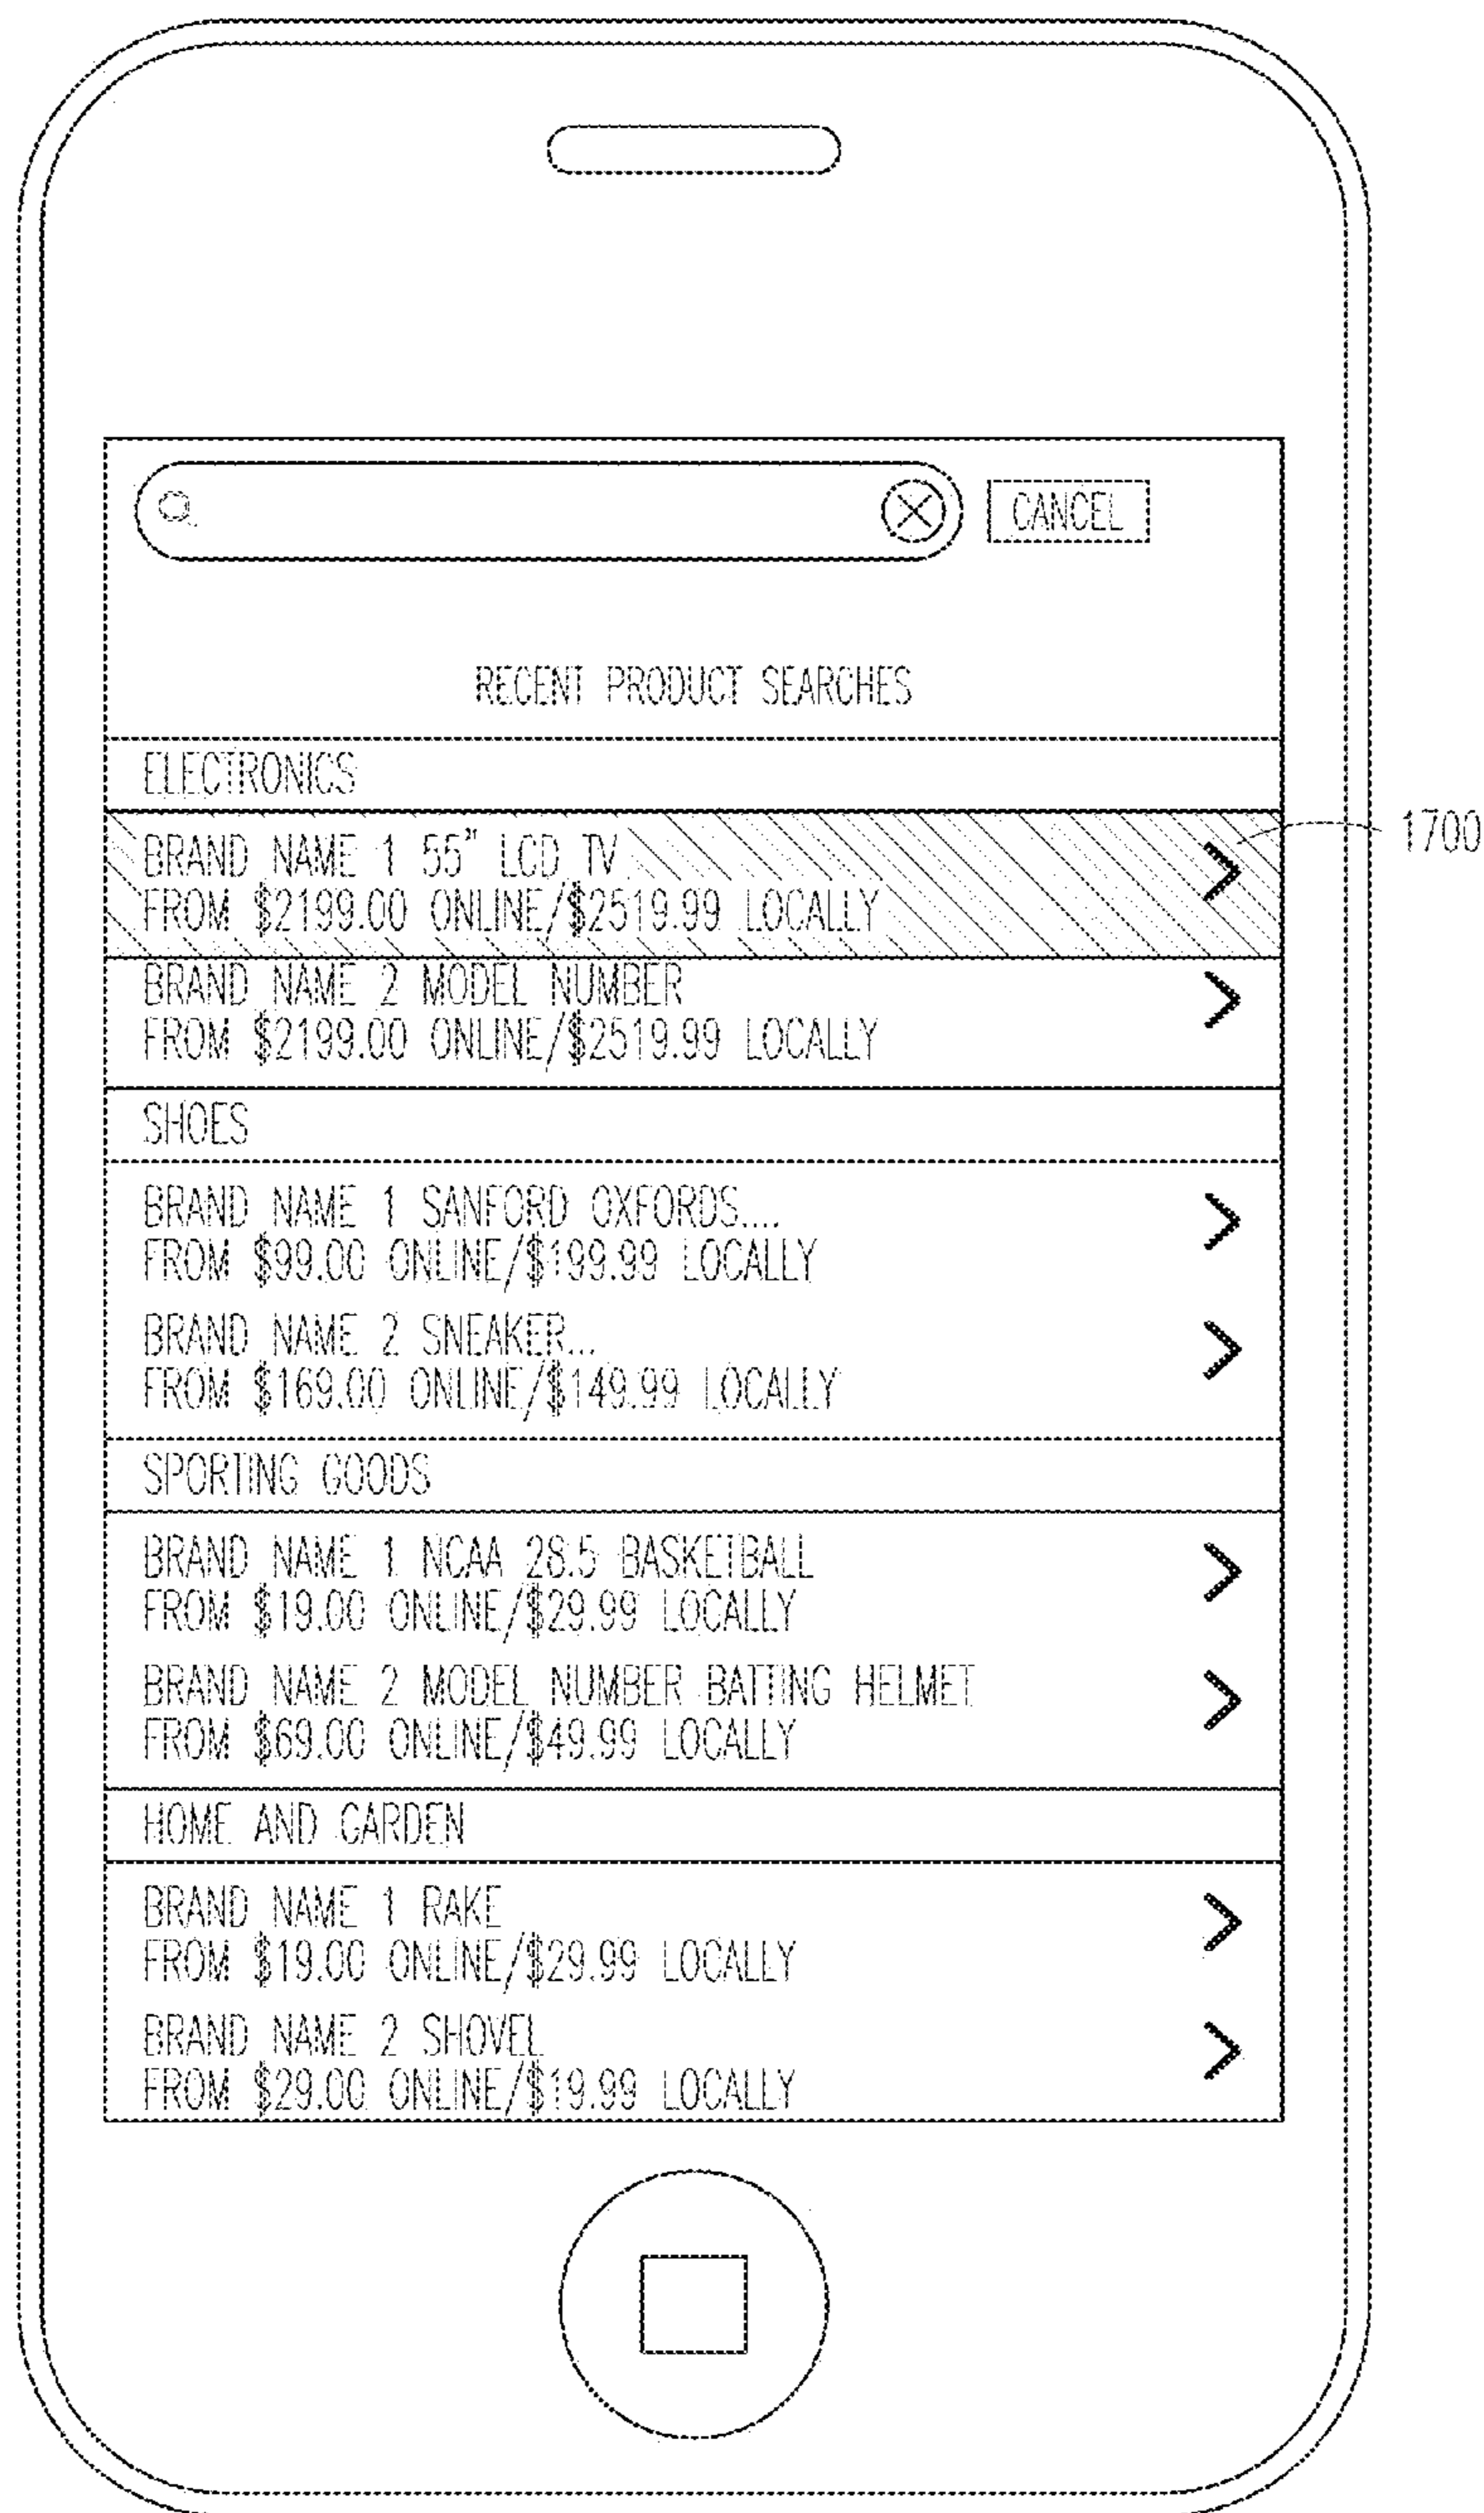 CANCEL
RECENT PRODUCT SEARCHES
ELECTRONICS
BRAND NAME 1 55" LCD TV
FROM $2199.00 ONLINE/$2519.99 LOCALLY
1700
BRAND NAME 2 MODEL NUMBER
FROM $2199.00 ONLINE/$2519.99 LOCALLY
SHOES
BRAND NAME 1 SANFORD OXFORDS....
FROM $99.00 ONLINE/$199.99 LOCALLY
BRAND NAME 2 SNEAKER...
FROM $169.00 ONLINE/$149.99 LOCALLY
SPORTING GOODS
BRAND NAME 1 NCAA 28.5 BASKETBALL
FROM $19.00 ONLINE/$29.99 LOCALLY
BRAND NAME 2 MODEL NUMBER BATTING HELMET
FROM $69.00 ONLINE/$49.99 LOCALLY
HOME AND GARDEN
BRAND NAME 1 RAKE
FROM $19.00 ONLINE/$29.99 LOCALLY
BRAND NAME 2 SHOVEL
FROM $29.00 ONLINE/$19.99 LOCALLY